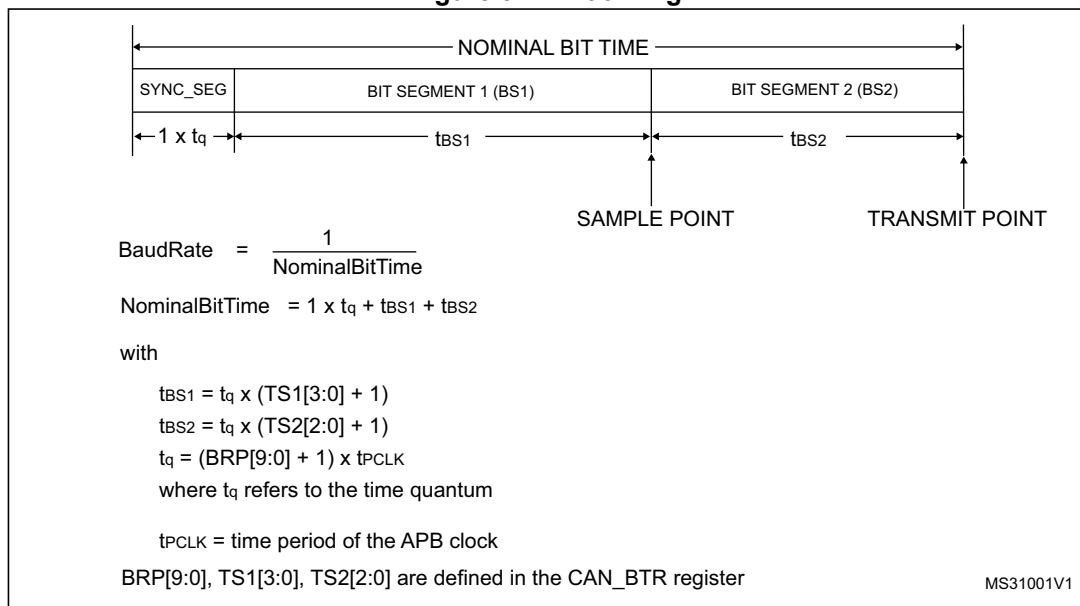 NOMINAL BIT TIME
SYNC_SEG BIT SEGMENT 1 (BS1) BIT SEGMENT 2 (BS2)
1 x tq tBS1 tBS2
SAMPLE POINT TRANSMIT POINT
BaudRate = 1
NominalBitTime
NominalBitTime = 1 x tq + tBS1 + tBS2
with
tBS1 = tq x (TS1[3:0] + 1)
tBS2 = tq x (TS2[2:0] + 1)
tq = (BRP[9:0] + 1) x tPCLK
where tq refers to the time quantum
tPCLK = time period of the APB clock
BRP[9:0], TS1[3:0], TS2[2:0] are defined in the CAN_BTR register
MS31001V1